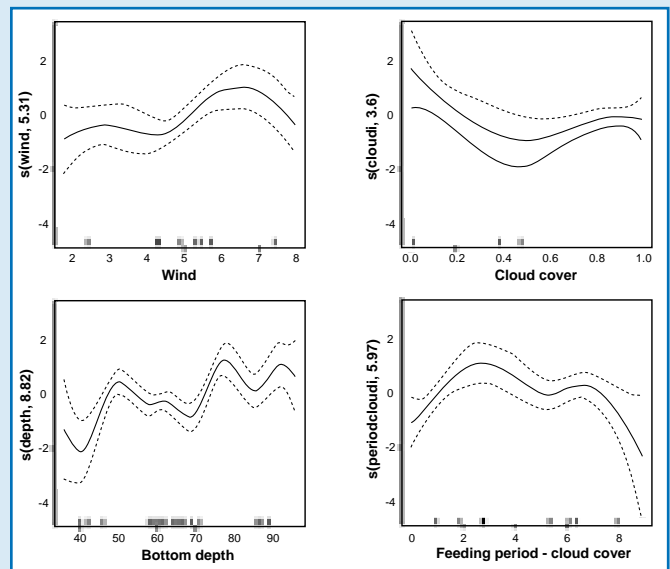 2
0
-2
-4
s(wind, 5.31)
2 3 4 5 6 7 8
Wind
2
0
-2
-4
s(cloudi, 3.6)
0.0 0.2 0.4 0.6 0.8 1.0
Cloud cover
2
0
-2
-4
s(depth, 8.82)
40 50 60 70 80 90
Bottom depth
2
0
-2
-4
s(periodcloudi, 5.97)
0 2 4 6 8
Feeding period - cloud cover